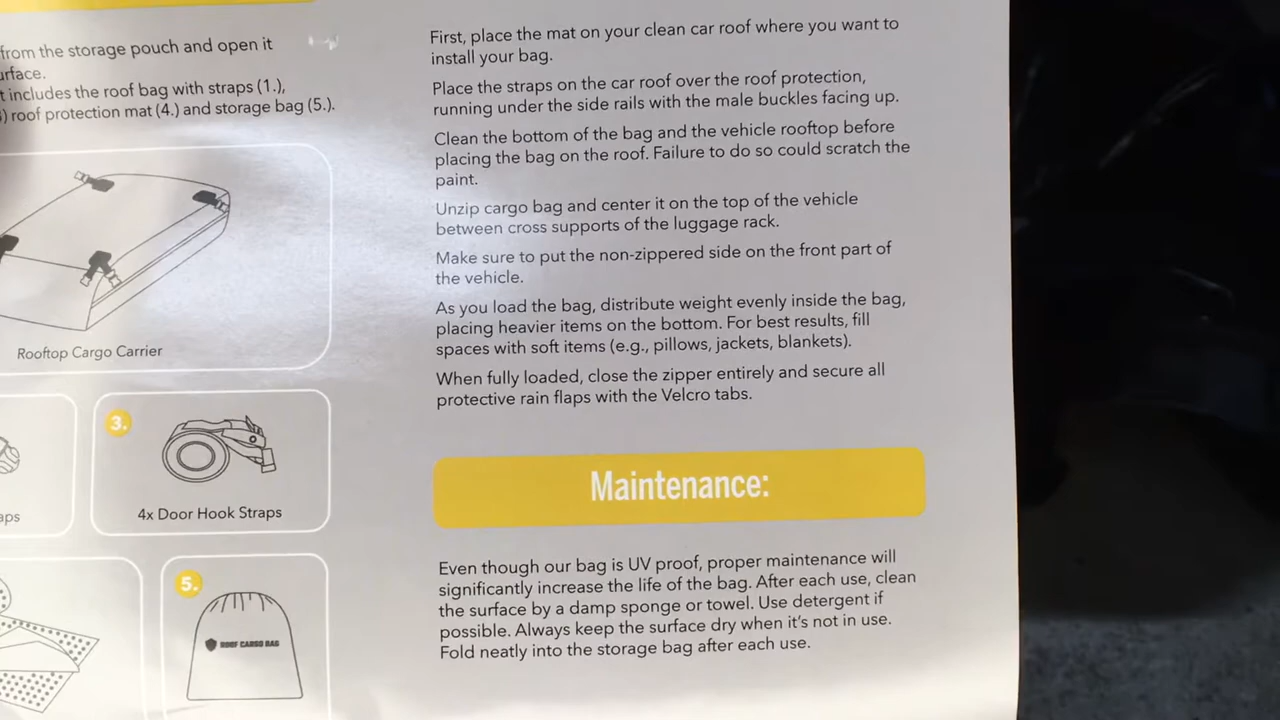 from the storage pouch and open it
urface.
t includes the roof bag with straps (1.),
) roof protection mat (4.) and storage bag (5.).
Rooftop Cargo Carrier
3.
4x Door Hook Straps
aps
5.
ROOF CARGO BAG
First, place the mat on your clean car roof where you want to
install your bag.
Place the straps on the car roof over the roof protection,
running under the side rails with the male buckles facing up.
Clean the bottom of the bag and the vehicle rooftop before
placing the bag on the roof. Failure to do so could scratch the
paint.
Unzip cargo bag and center it on the top of the vehicle
between cross supports of the luggage rack.
Make sure to put the non-zippered side on the front part of
the vehicle.
As you load the bag, distribute weight evenly inside the bag,
placing heavier items on the bottom. For best results, fill
spaces with soft items (e.g., pillows, jackets, blankets).
When fully loaded, close the zipper entirely and secure all
protective rain flaps with the Velcro tabs.
Maintenance:
Even though our bag is UV proof, proper maintenance will
significantly increase the life of the bag. After each use, clean
the surface by a damp sponge or towel. Use detergent if
possible. Always keep the surface dry when it's not in use.
Fold neatly into the storage bag after each use.